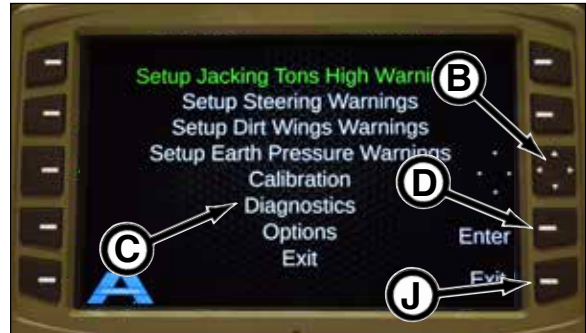 Setup Jacking Tons High Warni
Setup Steering Warnings
Setup Dirt Wings Warnings
Setup Earth Pressure Warnings
Calibration
Diagnostics
Options
Enter
Exit
Exit
B
D
C
J
A